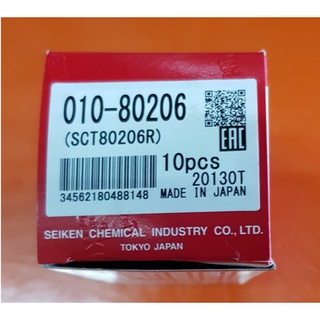 010-80206
(SCT80206R)
EAC
10pcs
20130T
34562180488148
MADE IN JAPAN
SEIKEN CHEMICAL INDUSTRY CO., LTD.
TOKYO JAPAN